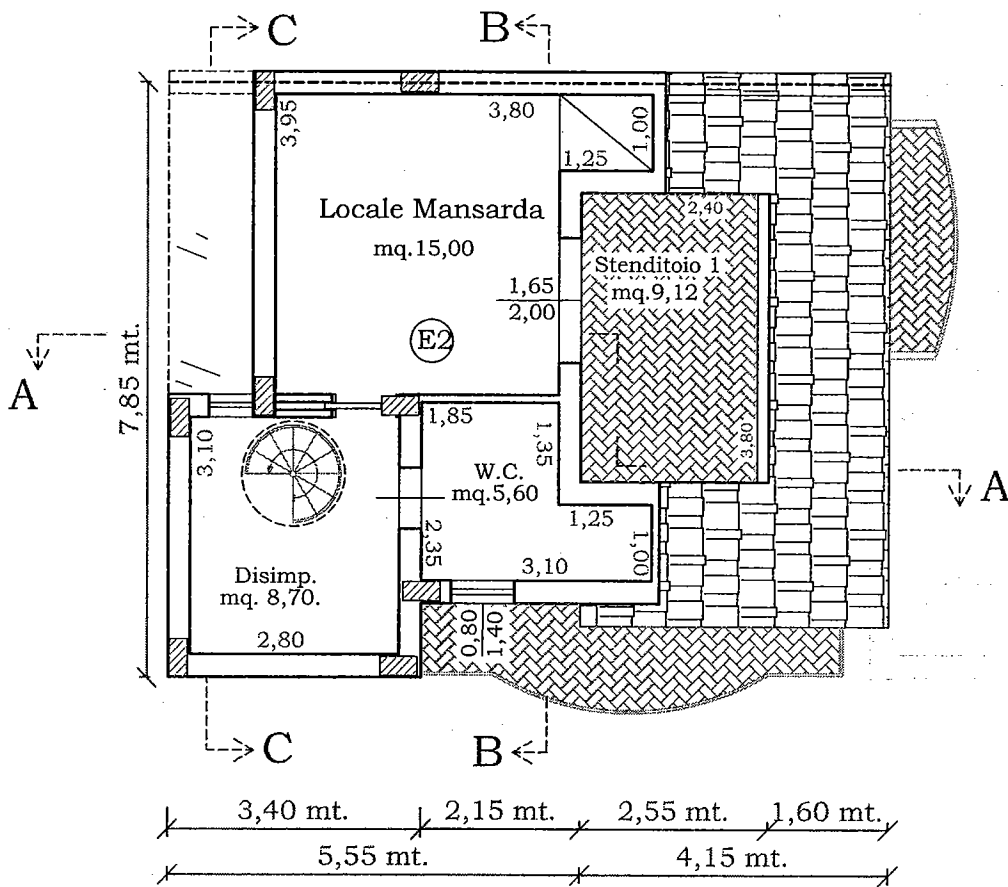 C
B
3,95
3,80
1,00
1,25
Locale Mansarda
mq.15,00
2,40
Stenditoio 1
mq.9,12
1,65
2,00
E2
A
7,85 mt.
3,80
1,85
3,10
1,35
W.C.
mq.5,60
A
1,25
2,35
3,10
1,00
Disimp.
mq. 8,70.
2,80
0,80
1,40
C
B
3,40 mt.
2,15 mt.
2,55 mt.
1,60 mt.
5,55 mt.
4,15 mt.